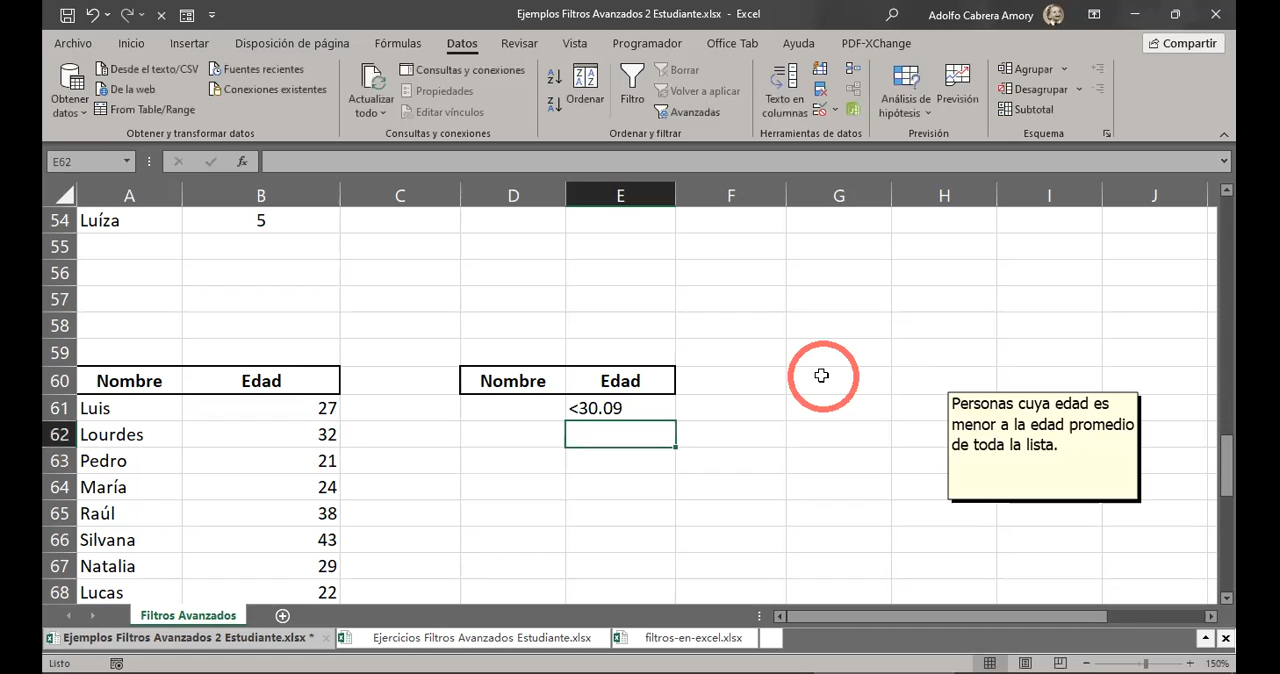 Ejemplos Filtros Avanzados 2 Estudiante.xlsx - Excel
Adolfo Cabrera Amory
Archivo Inicio Insertar Disposición de página Fórmulas Datos Revisar Vista Programador Office Tab Ayuda PDF-XChange Compartir
Obtener datos
Desde el texto/CSV
De la web
From Table/Range
Fuentes recientes
Conexiones existentes
Obtener y transformar datos
Actualizar todo
Consultas y conexiones
Propiedades
Editar vínculos
Consultas y conexiones
Ordenar
Filtro
Borrar
Volver a aplicar
Avanzadas
Ordenar y filtrar
Texto en columnas
Herramientas de datos
Análisis de hipótesis
Previsión
Previsión
Agrupar
Desagrupar
Subtotal
Esquema
E62 fx
A B C D E F G H I J
54 Luíza 5
55
56
57
58
59
60 Nombre Edad Nombre Edad
61 Luis 27 <30.09
62 Lourdes 32
63 Pedro 21
64 María 24
65 Raúl 38
66 Silvana 43
67 Natalia 29
68 Lucas 22
Personas cuya edad es
menor a la edad promedio
de toda la lista.
Filtros Avanzados
Ejemplos Filtros Avanzados 2 Estudiante.xlsx * Ejercicios Filtros Avanzados Estudiante.xlsx filtros-en-excel.xlsx
Listo 150%